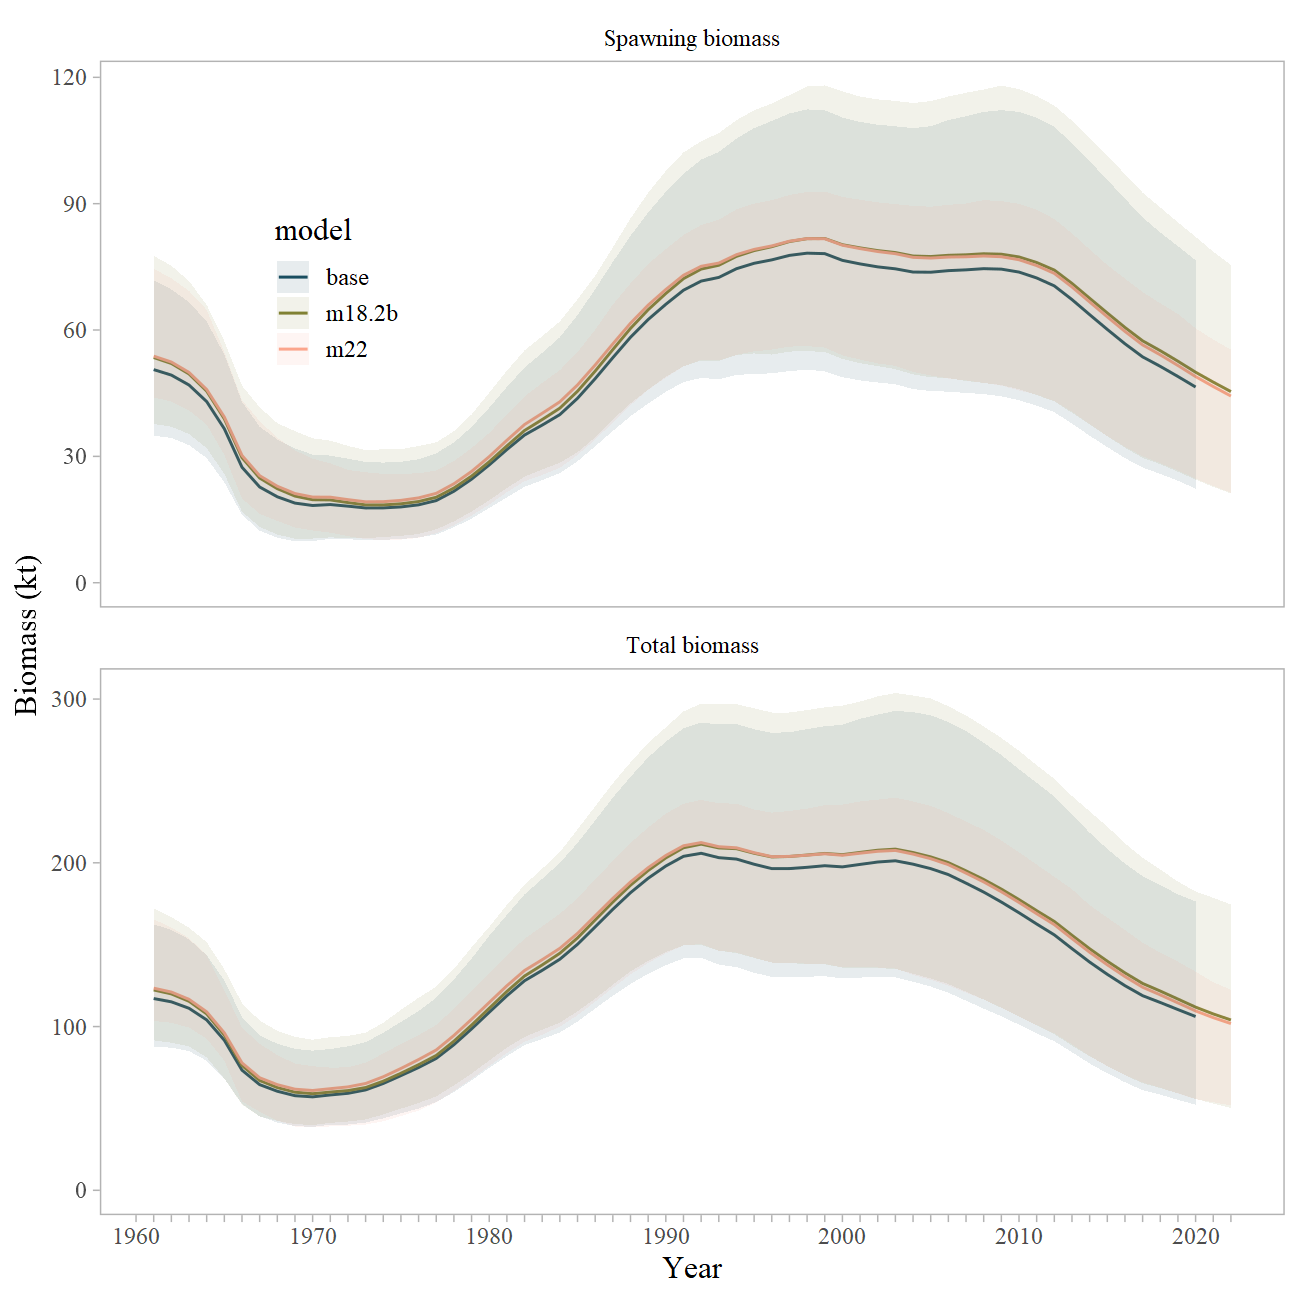 Spawning biomass
120
90
60
30
0
model
base
m18.2b
m22
Biomass (kt)
Total biomass
300
200
100
0
1960 1970 1980 1990 2000 2010 2020
Year